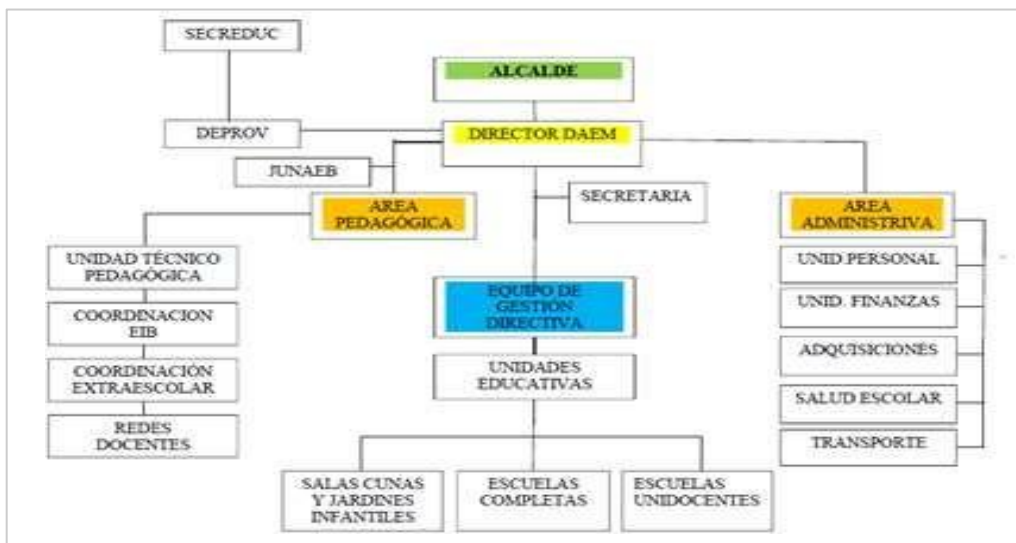 SECREDUC
ALCALDE
DEPROV
DIRECTOR DAEM
JUNAEB
SECRETARIA
AREA
PEDAGÓGICA
AREA
ADMINISTRIVA
UNIDAD TÉCNICO
PEDAGÓGICA
COORDINACION
EIB
COORDINACIÓN
EXTRAESCOLAR
REDES
DOCENTES
EQUIPO DE
GESTIÓN
DIRECTIVA
UNIDADES
EDUCATIVAS
SALAS CUNAS
Y JARDINES
INFANTILES
ESCUELAS
COMPLETAS
ESCUELAS
UNIDOCENTES
UNID PERSONAL
UNID. FINANZAS
ADQUISICIONES
SALUD ESCOLAR
TRANSPORTE